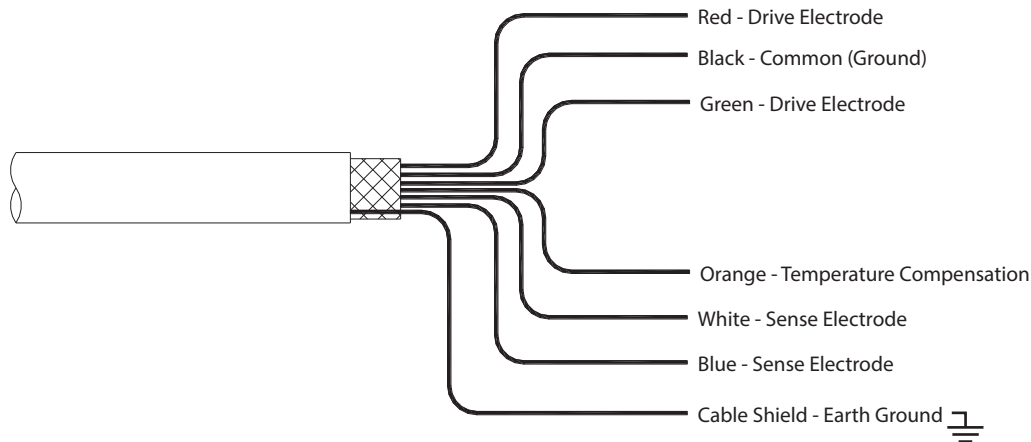 Red - Drive Electrode
Black - Common (Ground)
Green - Drive Electrode
Orange - Temperature Compensation
White - Sense Electrode
Blue - Sense Electrode
Cable Shield - Earth Ground